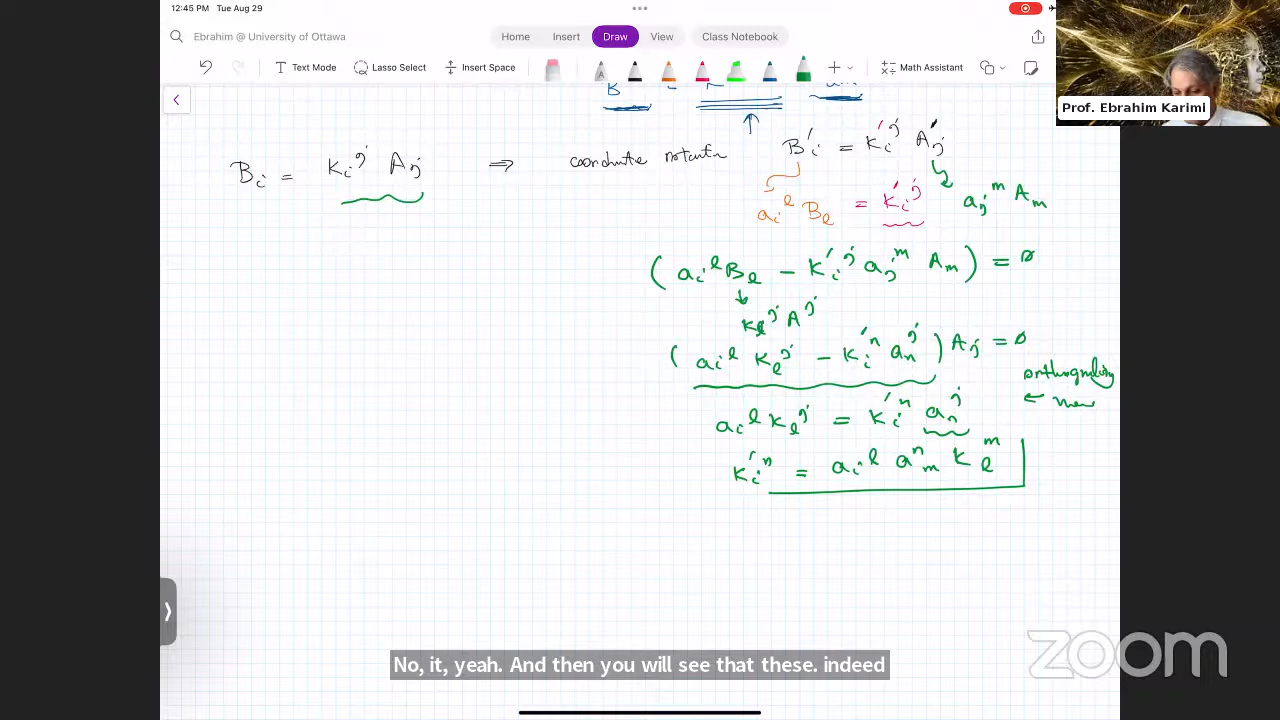 12:45 PM Tue Aug 29
Ebrahim @ University of Ottawa
Home Insert Draw View Class Notebook
Text Mode Lasso Select Insert Space Math Assistant
Prof. Ebrahim Karimi
B_i = K_i^j A_j ⇒ coordinate rotation B'_i = K'_i^j A'_j
a_i^l B_l = K'_i^j a_j^m A_m
(a_i^l B_l - K'_i^j a_j^m A_m) = 0
K_l^j A^j
(a_i^l K_l^j - K'_i^n a_n^j) A_j = 0
orthogonality
a_i^l K_l^j = K'_i^n a_n^j ←
K'_i^n = a_i^l a^n_m K_l^m
No, it, yeah. And then you will see that these. indeed
zoom